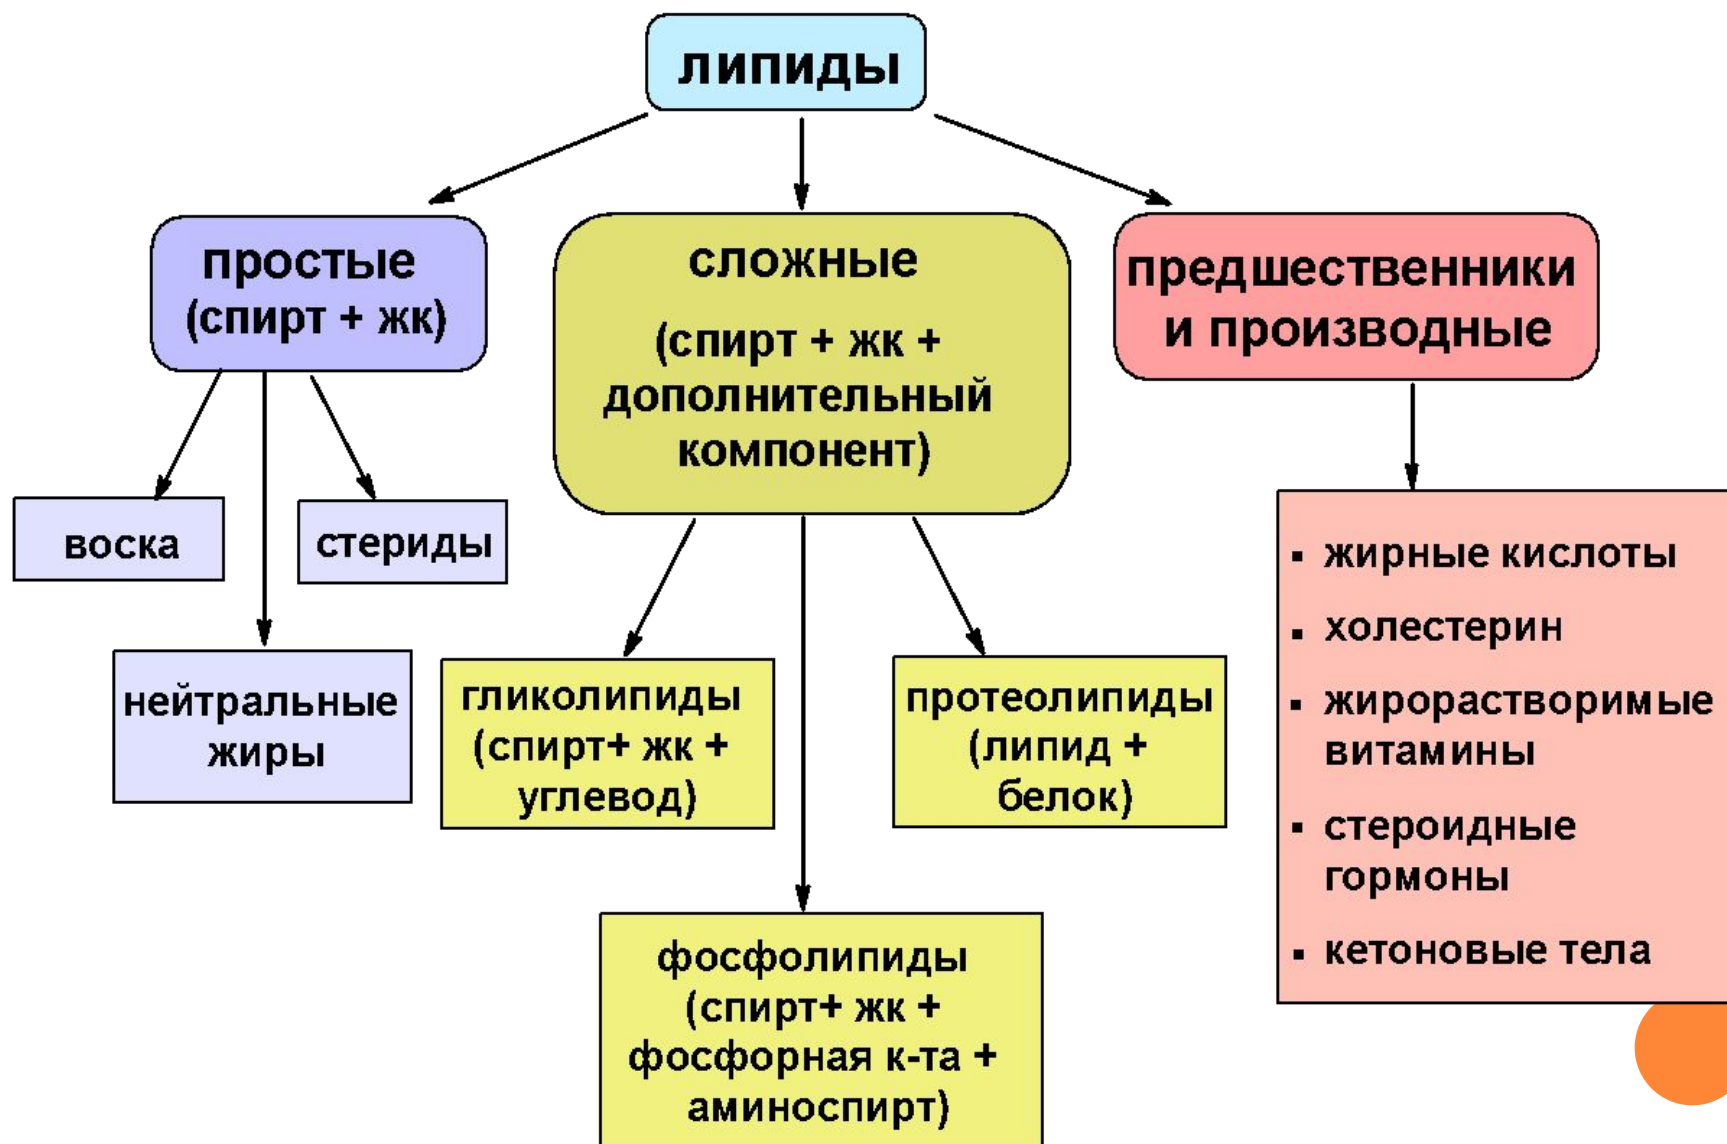 липиды
простые
(спирт + жк)
сложные
(спирт + жк +
дополнительный
компонент)
предшественники
и производные
воска
стериды
нейтральные
жиры
гликолипиды
(спирт+ жк +
углевод)
протеолипиды
(липид +
белок)
фосфолипиды
(спирт+ жк +
фосфорная к-та +
аминоспирт)
▪ жирные кислоты
▪ холестерин
▪ жирорастворимые
витамины
▪ стероидные
гормоны
▪ кетоновые тела